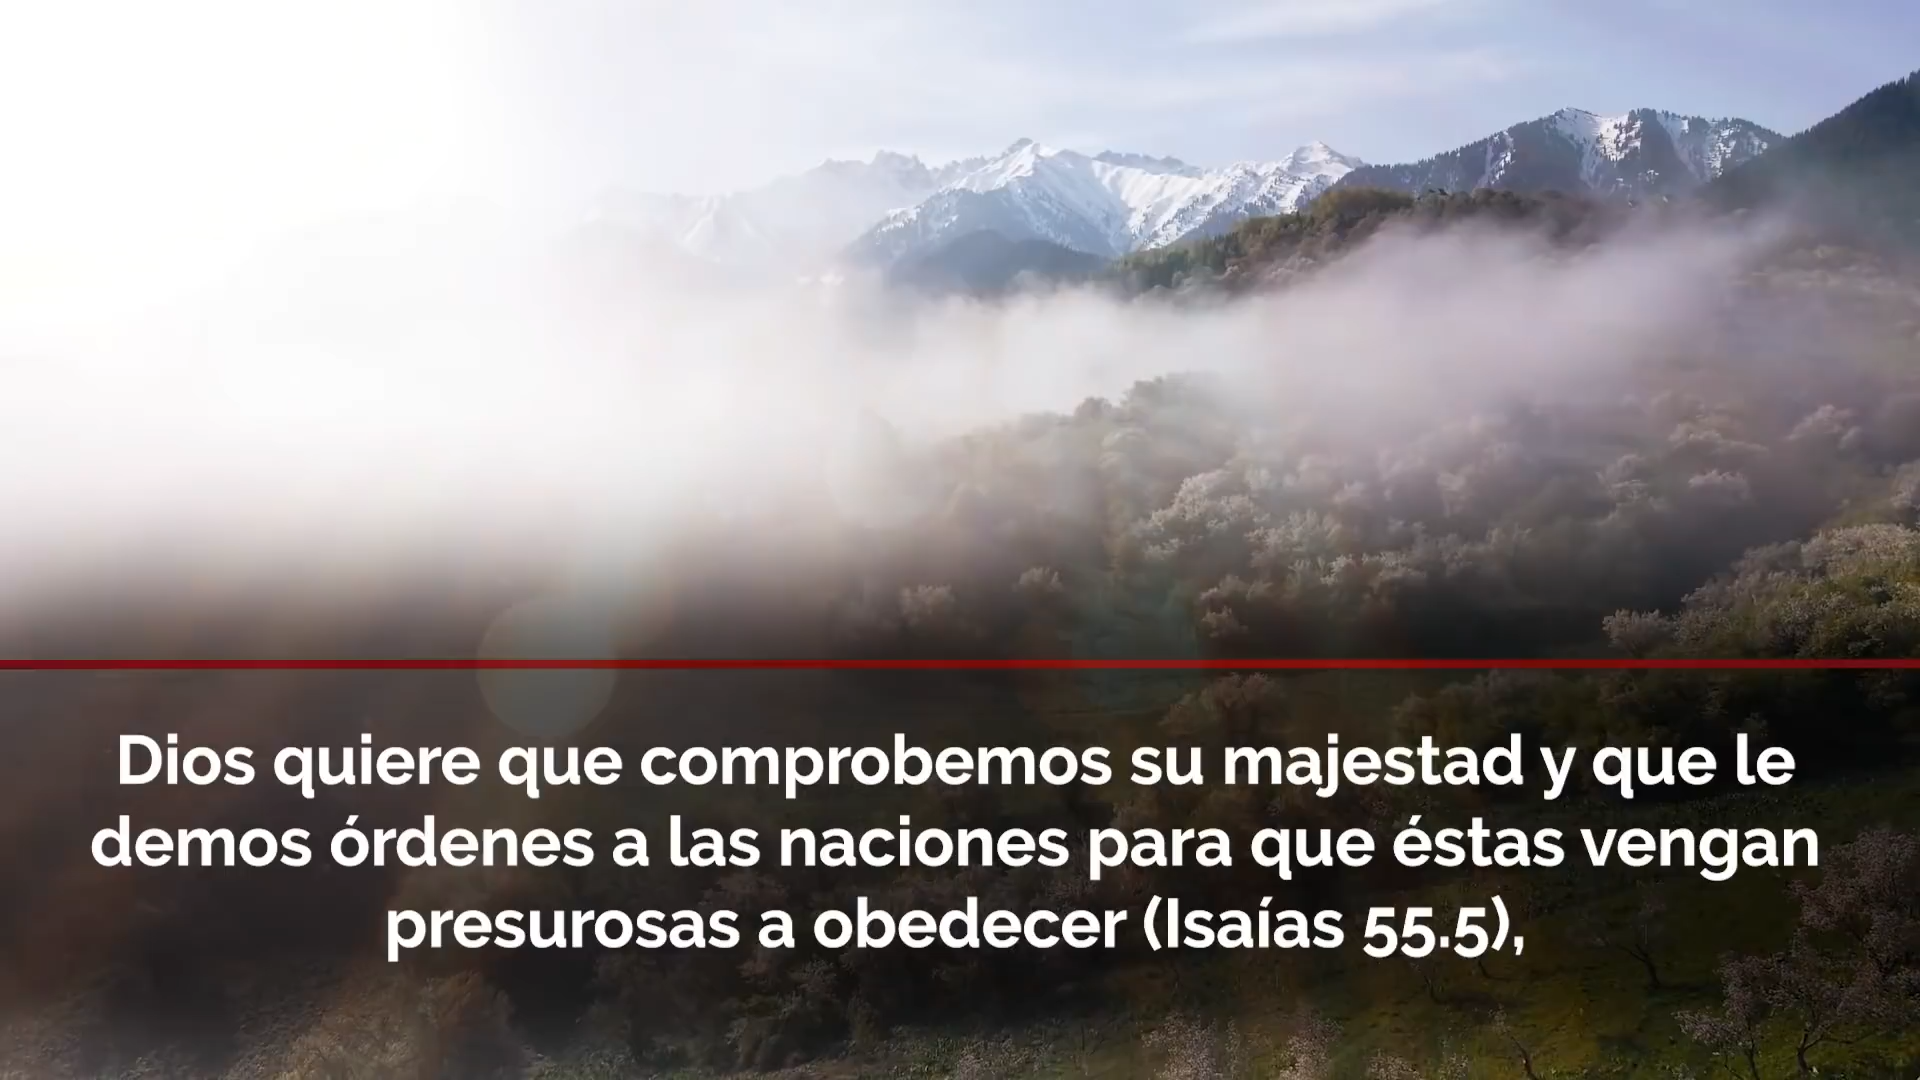 Dios quiere que comprobemos su majestad y que le
demos órdenes a las naciones para que éstas vengan
presurosas a obedecer (Isaías 55.5),